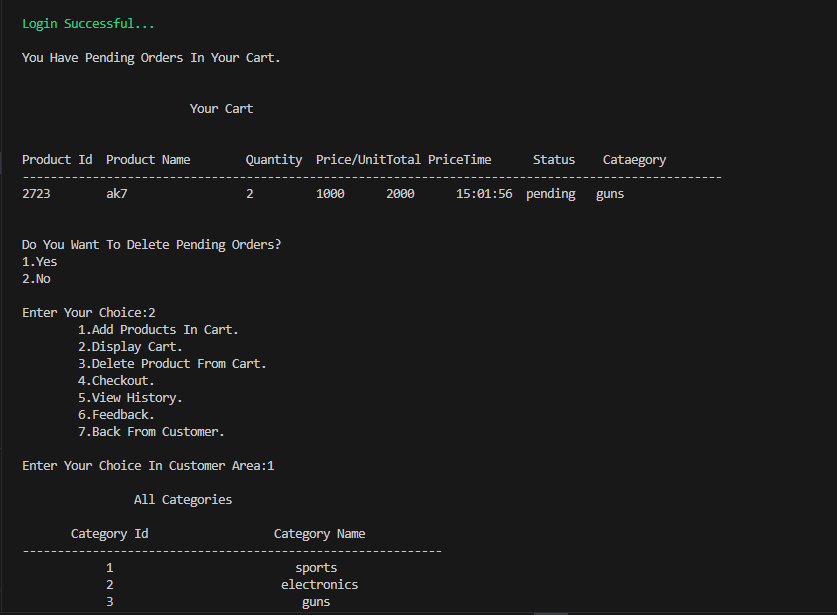 Login Successful...
You Have Pending Orders In Your Cart.
Your Cart
Product Id  Product Name        Quantity  Price/UnitTotal PriceTime      Status    Cataegory
----------------------------------------------------------------------------------------------------
2723        ak7                 2         1000      2000      15:01:56  pending   guns
Do You Want To Delete Pending Orders?
1.Yes
2.No
Enter Your Choice:2
1.Add Products In Cart.
2.Display Cart.
3.Delete Product From Cart.
4.Checkout.
5.View History.
6.Feedback.
7.Back From Customer.
Enter Your Choice In Customer Area:1
All Categories
Category Id                  Category Name
------------------------------------------------------------
1                          sports
2                        electronics
3                           guns